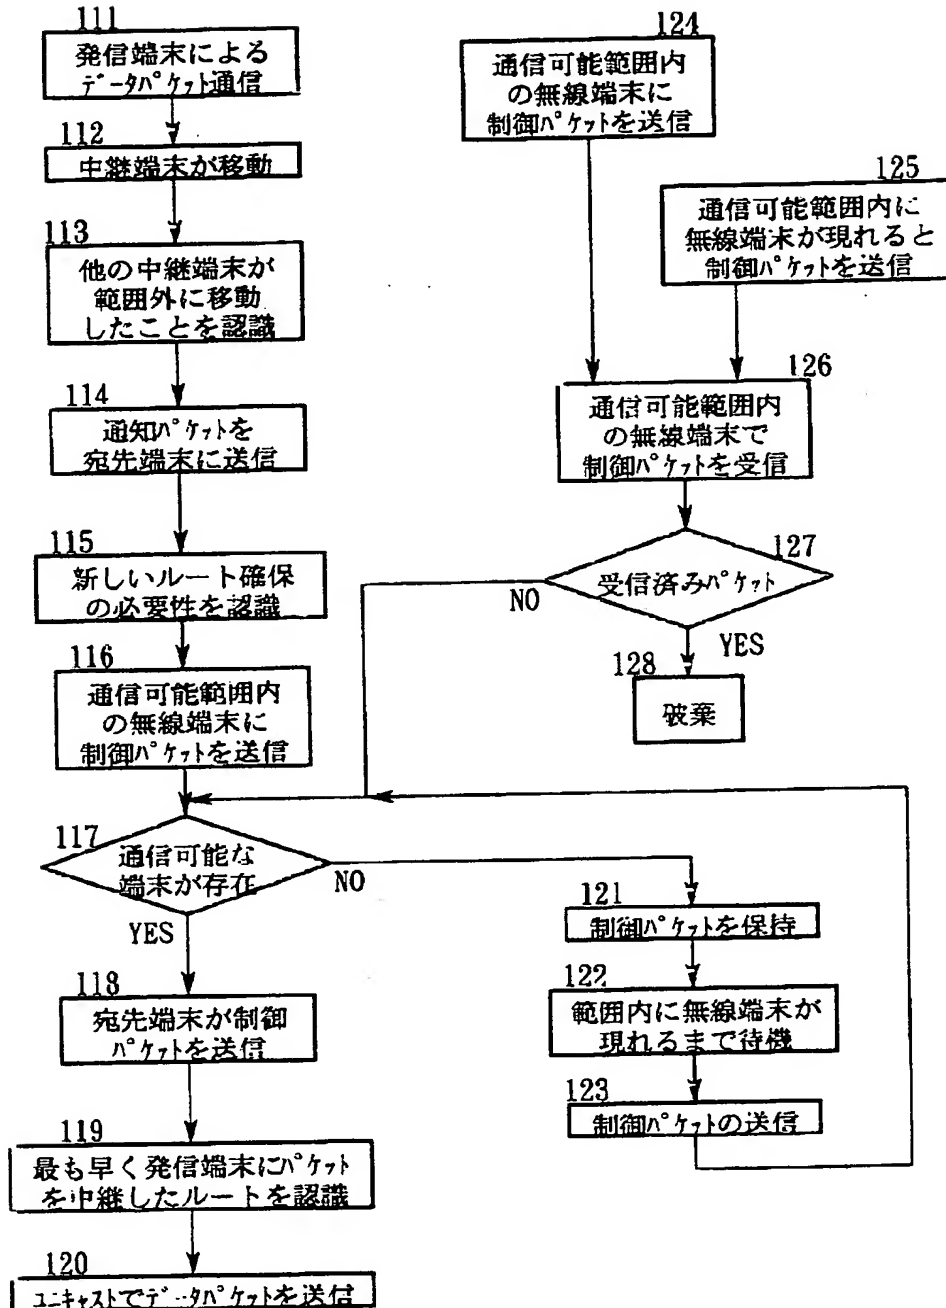 111
発信端末による
データパケット通信
112
中継端末が移動
113
他の中継端末が
範囲外に移動
したことを認識
114
通知パケットを
宛先端末に送信
115
新しいルート確保
の必要性を認識
116
通信可能範囲内
の無線端末に
制御パケットを送信
117
通信可能な
端末が存在
NO
YES
118
宛先端末が制御
パケットを送信
119
最も早く発信端末にパケット
を中継したルートを認識
120
ユニキャストでデータパケットを送信
124
通信可能範囲内
の無線端末に
制御パケットを送信
125
通信可能範囲内に
無線端末が現れると
制御パケットを送信
126
通信可能範囲内
の無線端末で
制御パケットを受信
127
受信済みパケット
NO
YES
128
破棄
121
制御パケットを保持
122
範囲内に無線端末が
現れるまで待機
123
制御パケットの送信